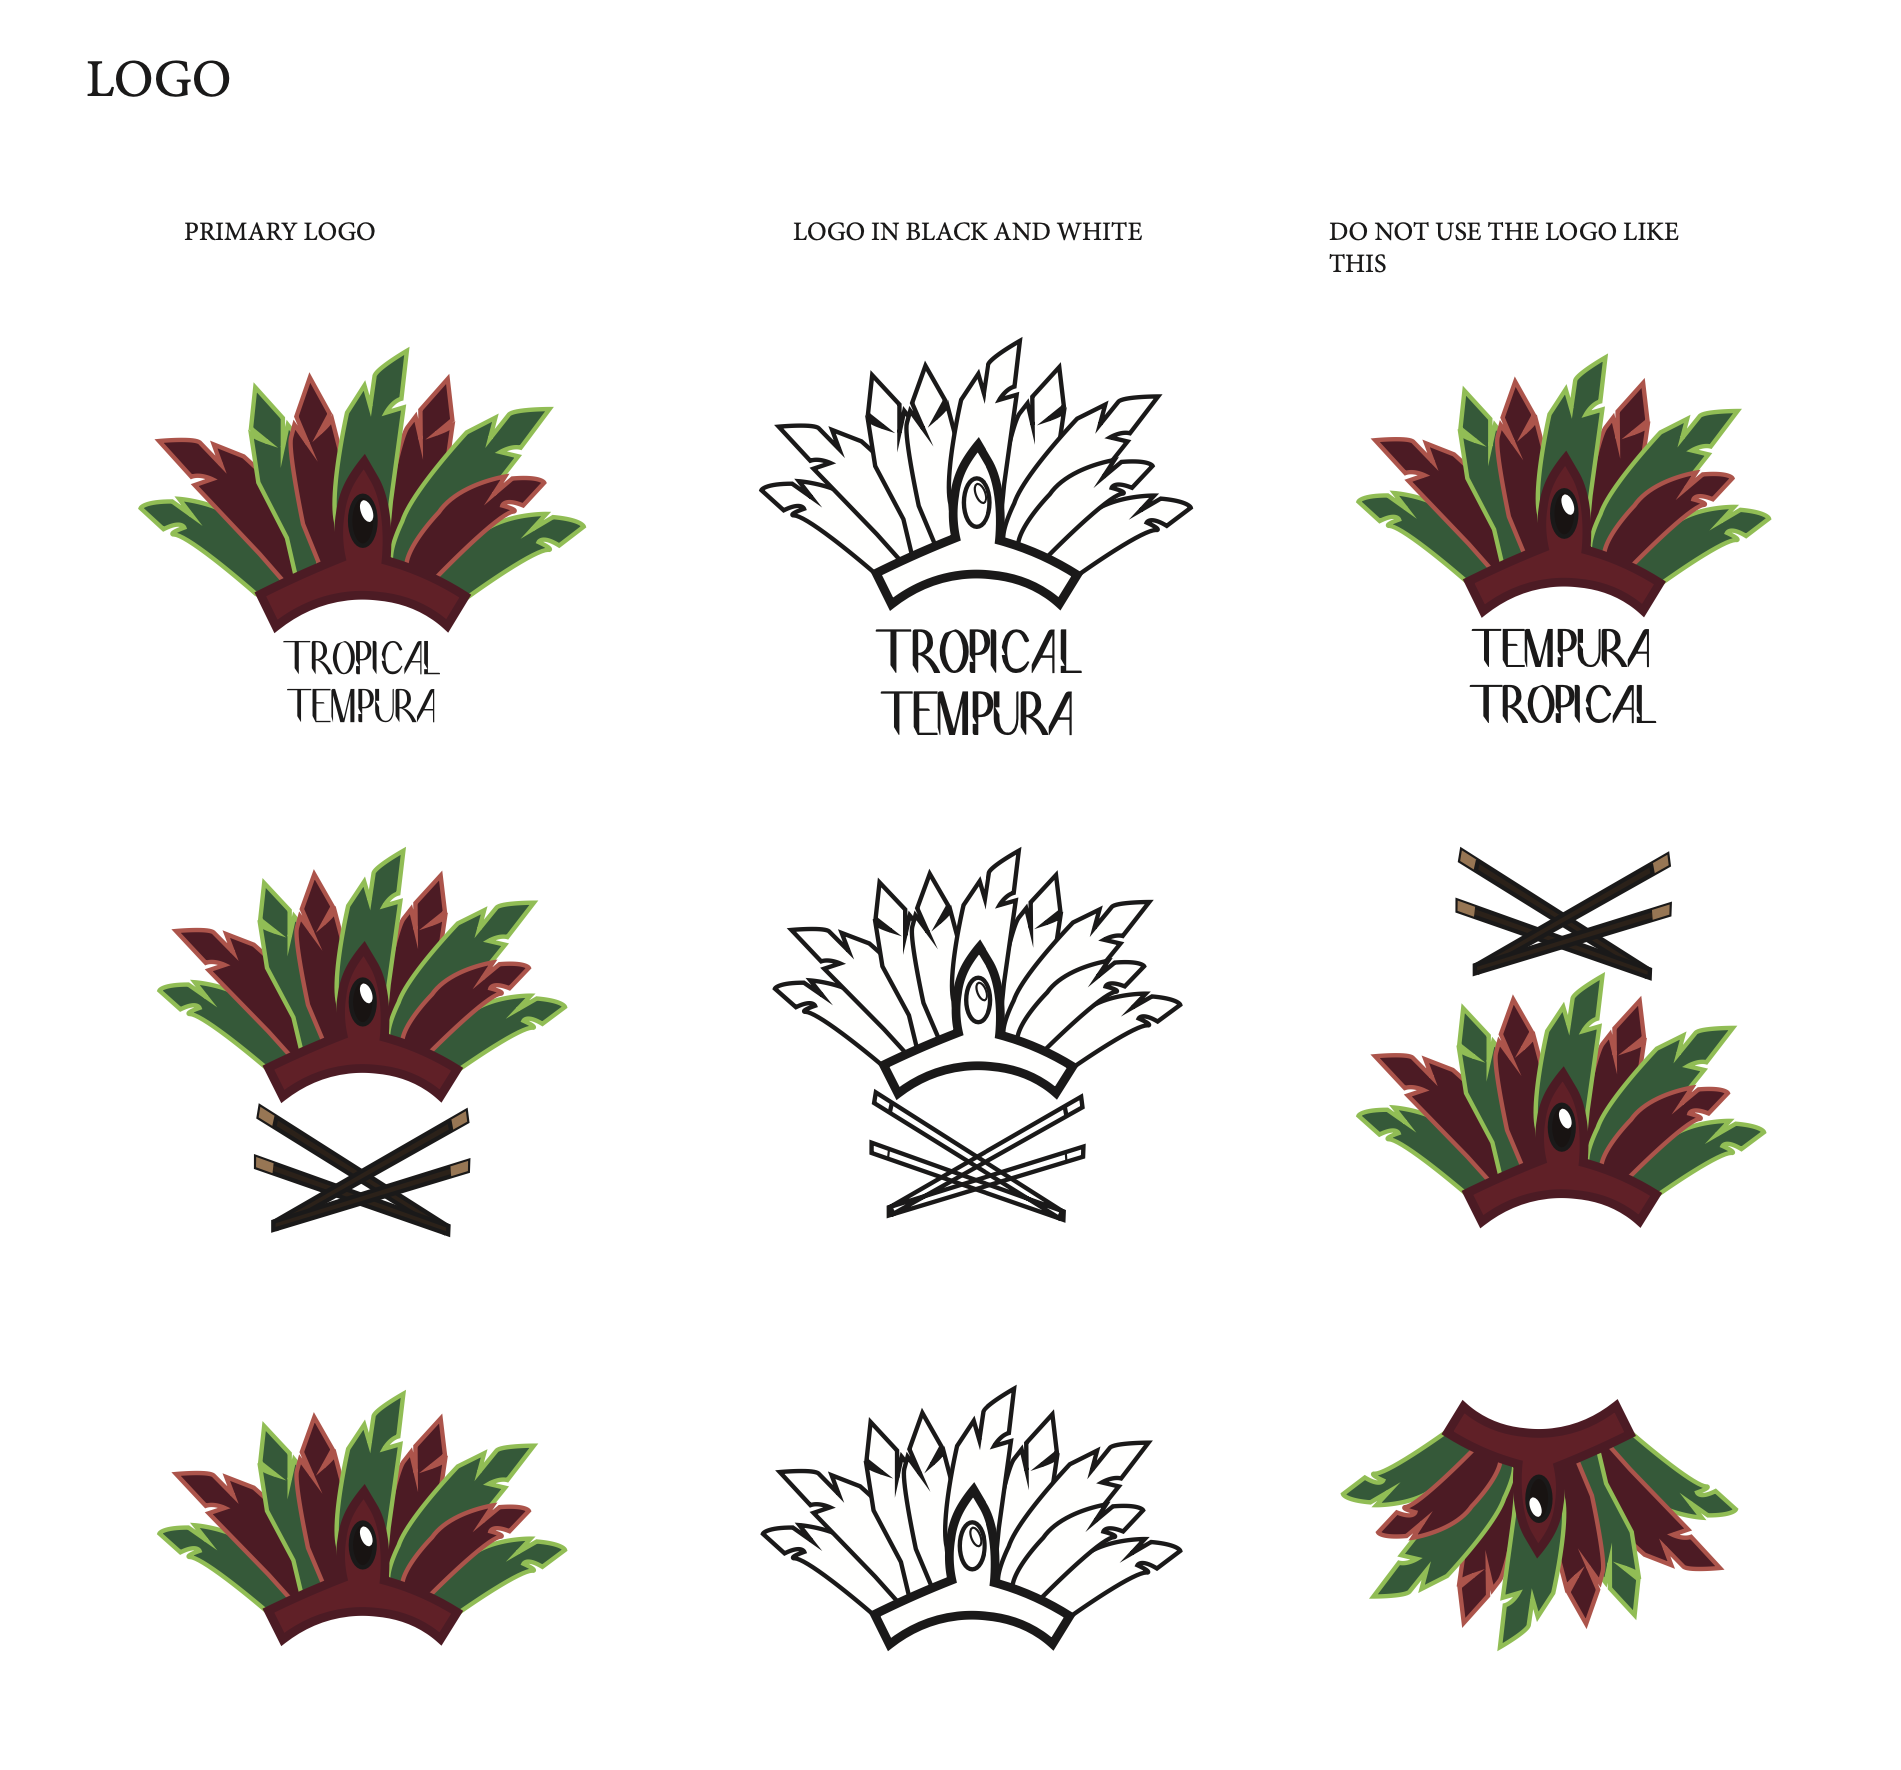 LOGO
PRIMARY LOGO
LOGO IN BLACK AND WHITE
DO NOT USE THE LOGO LIKE
THIS
TROPICAL
TEMPURA
TROPICAL
TEMPURA
TEMPURA
TROPICAL